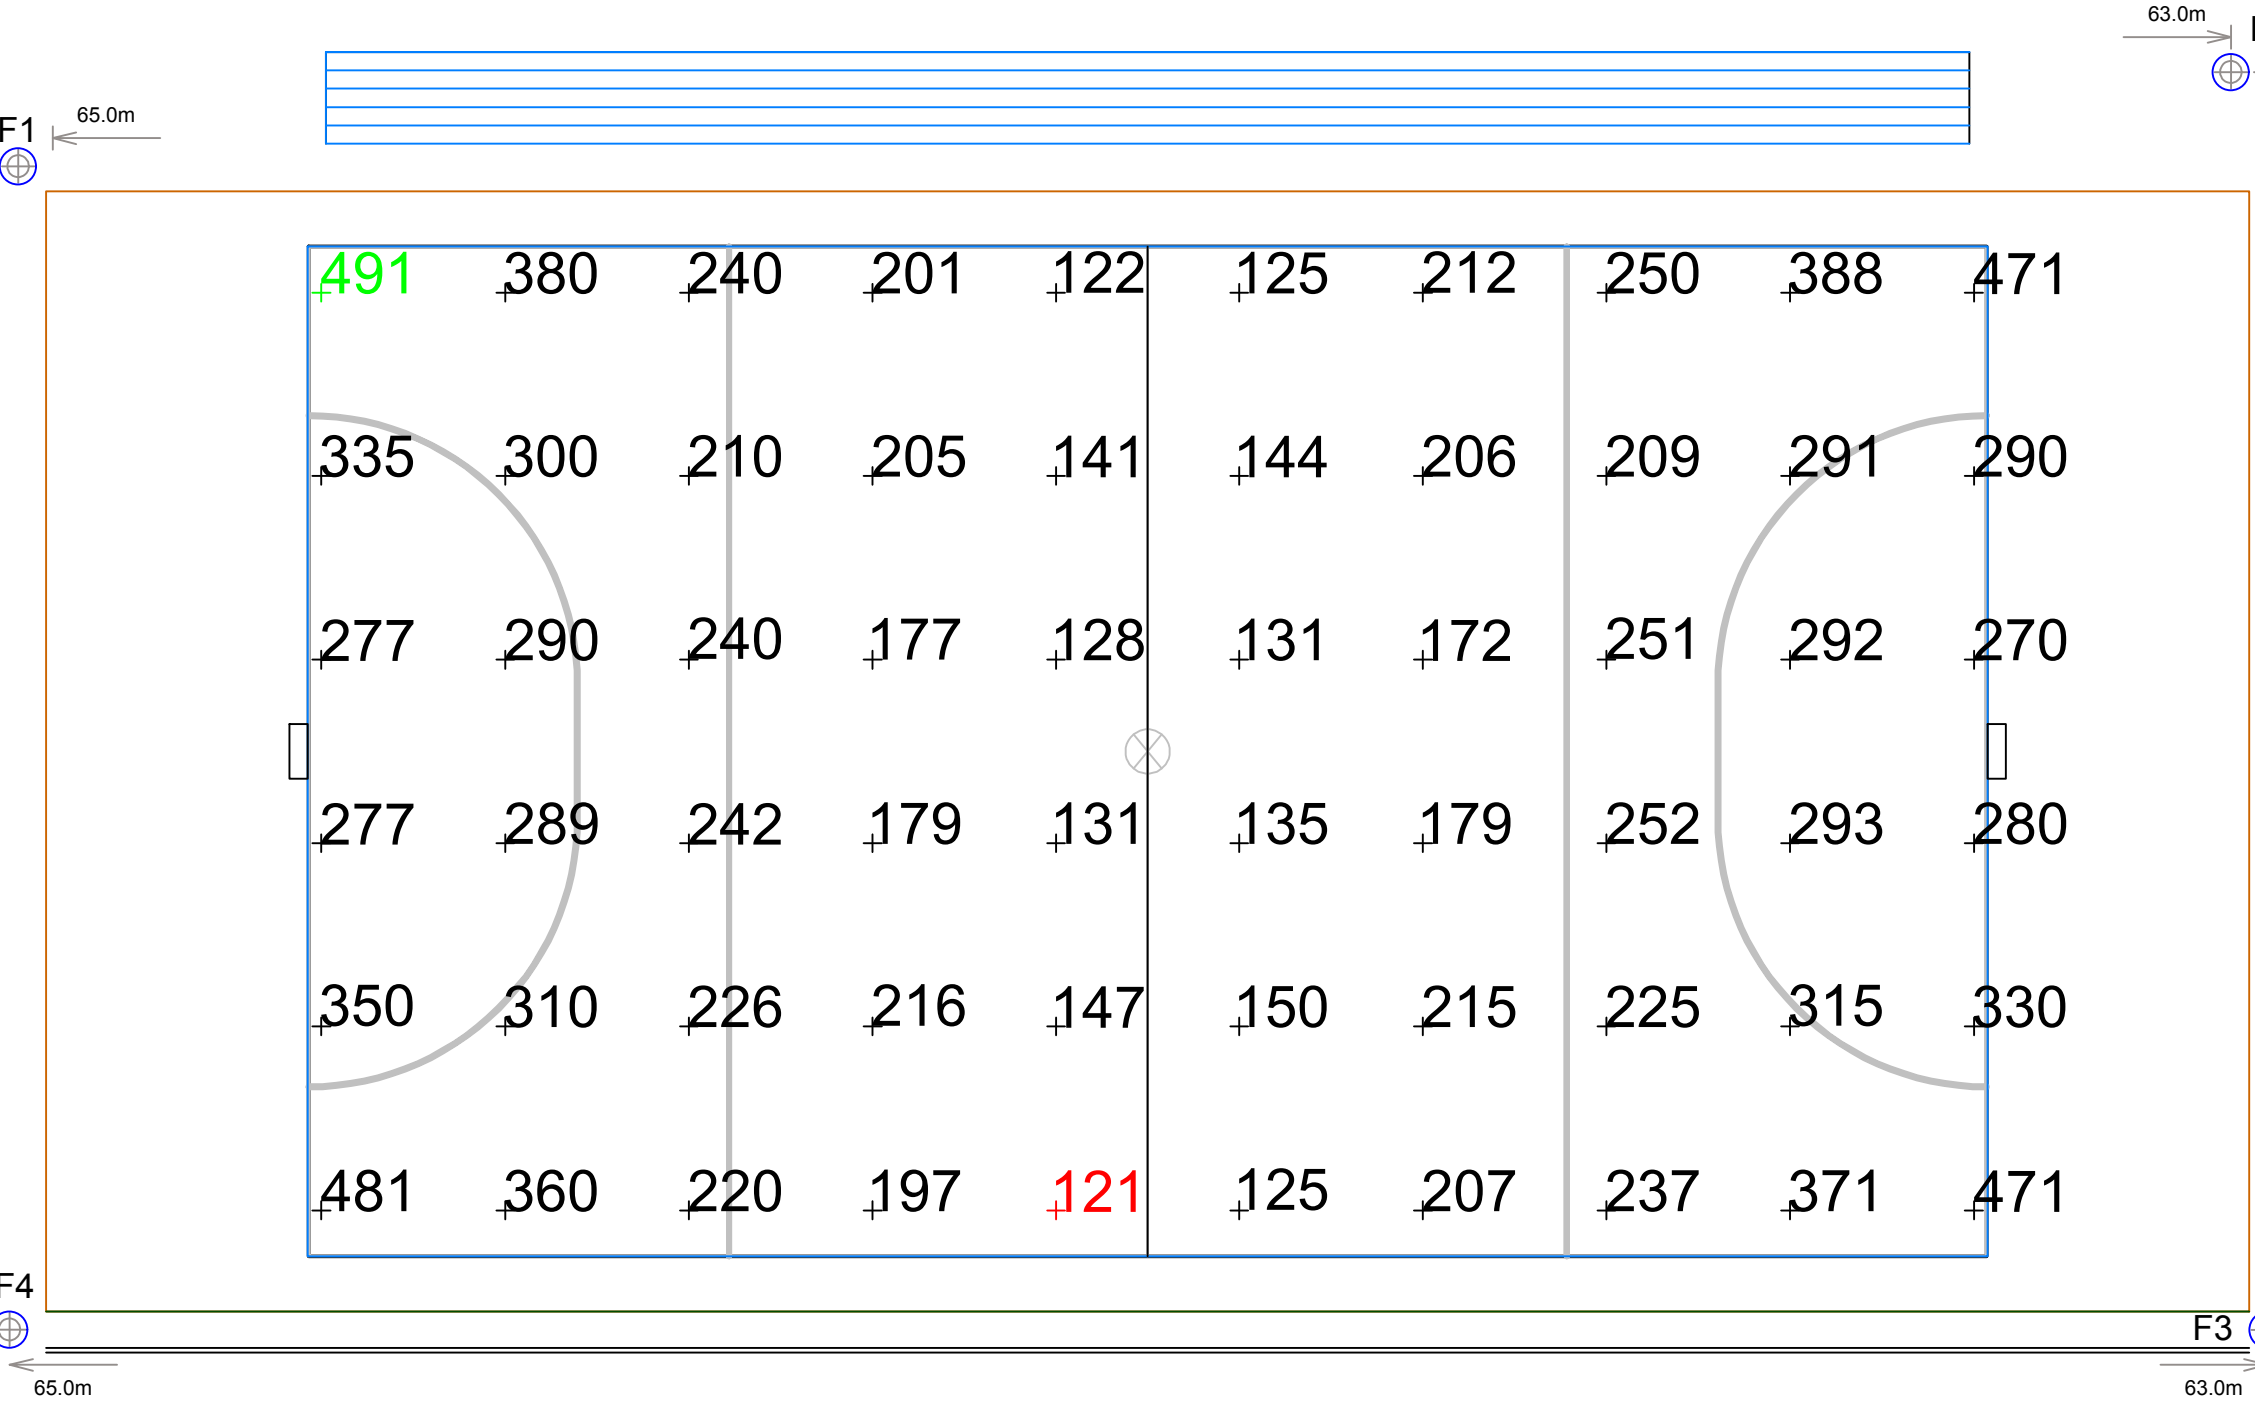 63.0m
65.0m
F1
491 380 240 201 122 125 212 250 388 471
335 300 210 205 141 144 206 209 291 290
277 290 240 177 128 131 172 251 292 270
277 289 242 179 131 135 179 252 293 280
350 310 226 216 147 150 215 225 315 330
481 360 220 197 121 125 207 237 371 471
F4
F3
65.0m
63.0m